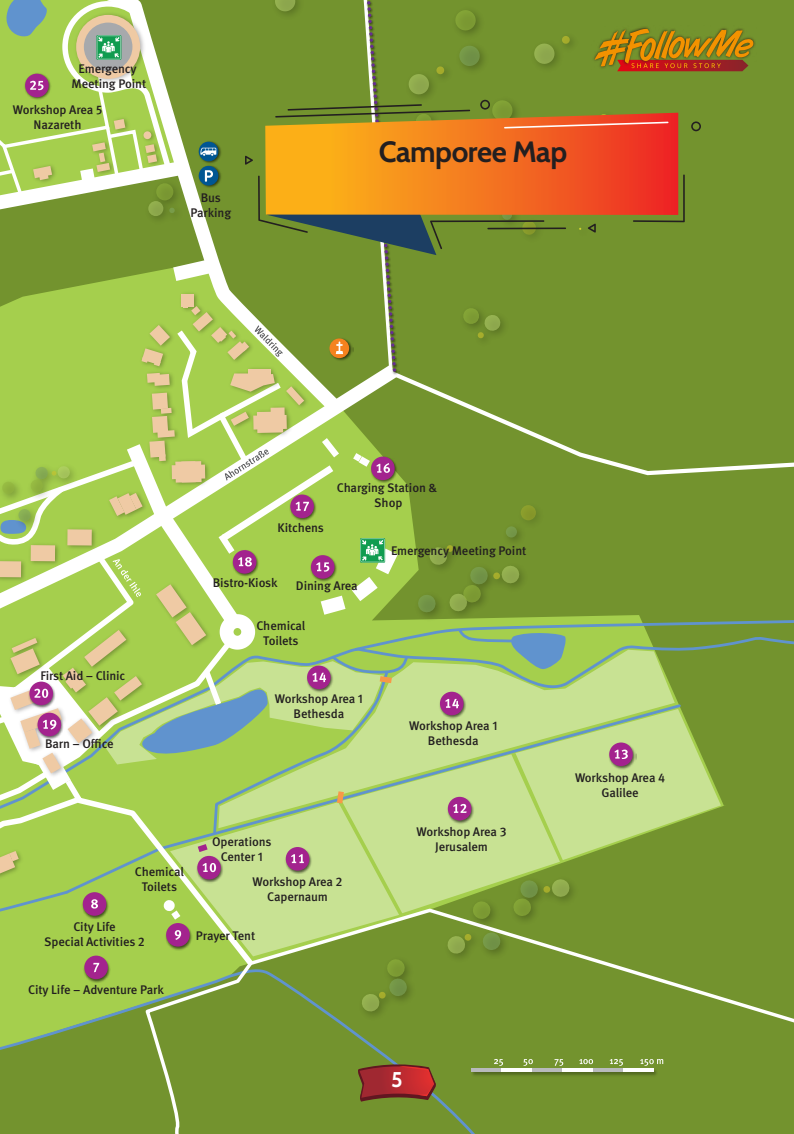 #FollowMe
SHARE YOUR STORY
Emergency
Meeting Point
25
Workshop Area 5
Nazareth
Camporee Map
P
Bus
Parking
Waldring
Ahornstraße
16
Charging Station &
Shop
17
Kitchens
Emergency Meeting Point
18
Bistro-Kiosk
15
Dining Area
An der Ihle
Chemical
Toilets
First Aid – Clinic
20
14
Workshop Area 1
Bethesda
14
Workshop Area 1
Bethesda
19
Barn – Office
13
Workshop Area 4
Galilee
12
Workshop Area 3
Jerusalem
Operations
Center 1
10
11
Workshop Area 2
Capernaum
Chemical
Toilets
8
City Life
Special Activities 2
9
Prayer Tent
7
City Life – Adventure Park
25 50 75 100 125 150 m
5